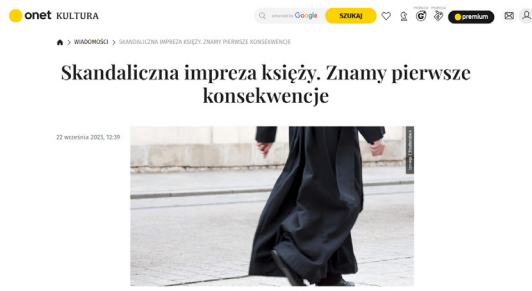 onet KULTURA
Google
SZUKAJ
premium
WIADOMOŚCI > SKANDALICZNA IMPREZA KSIĘŻY. ZNAMY PIERWSZE KONSEKWENCJE
Skandaliczna impreza księży. Znamy pierwsze
konsekwencje
22 września 2023, 12:39